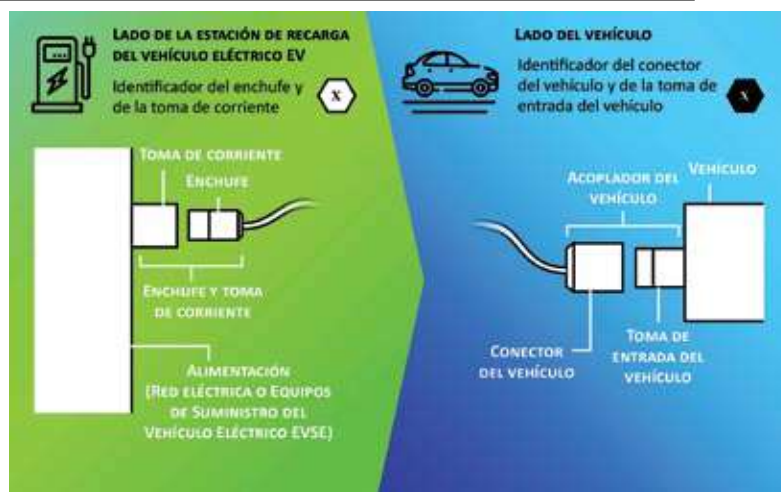 LADO DE LA ESTACIÓN DE RECARGA
DEL VEHÍCULO ELÉCTRICO EV
Identificador del enchufe y
de la toma de corriente
X
TOMA DE CORRIENTE
ENCHUFE
ENCHUFE Y TOMA
DE CORRIENTE
ALIMENTACIÓN
(RED ELÉCTRICA O EQUIPOS
DE SUMINISTRO DEL
VEHÍCULO ELÉCTRICO EVSE)
LADO DEL VEHÍCULO
Identificador del conector
del vehículo y de la toma de
entrada del vehículo
X
ACOPLADOR DEL
VEHÍCULO
VEHÍCULO
CONECTOR
DEL VEHÍCULO
TOMA DE
ENTRADA DEL
VEHÍCULO